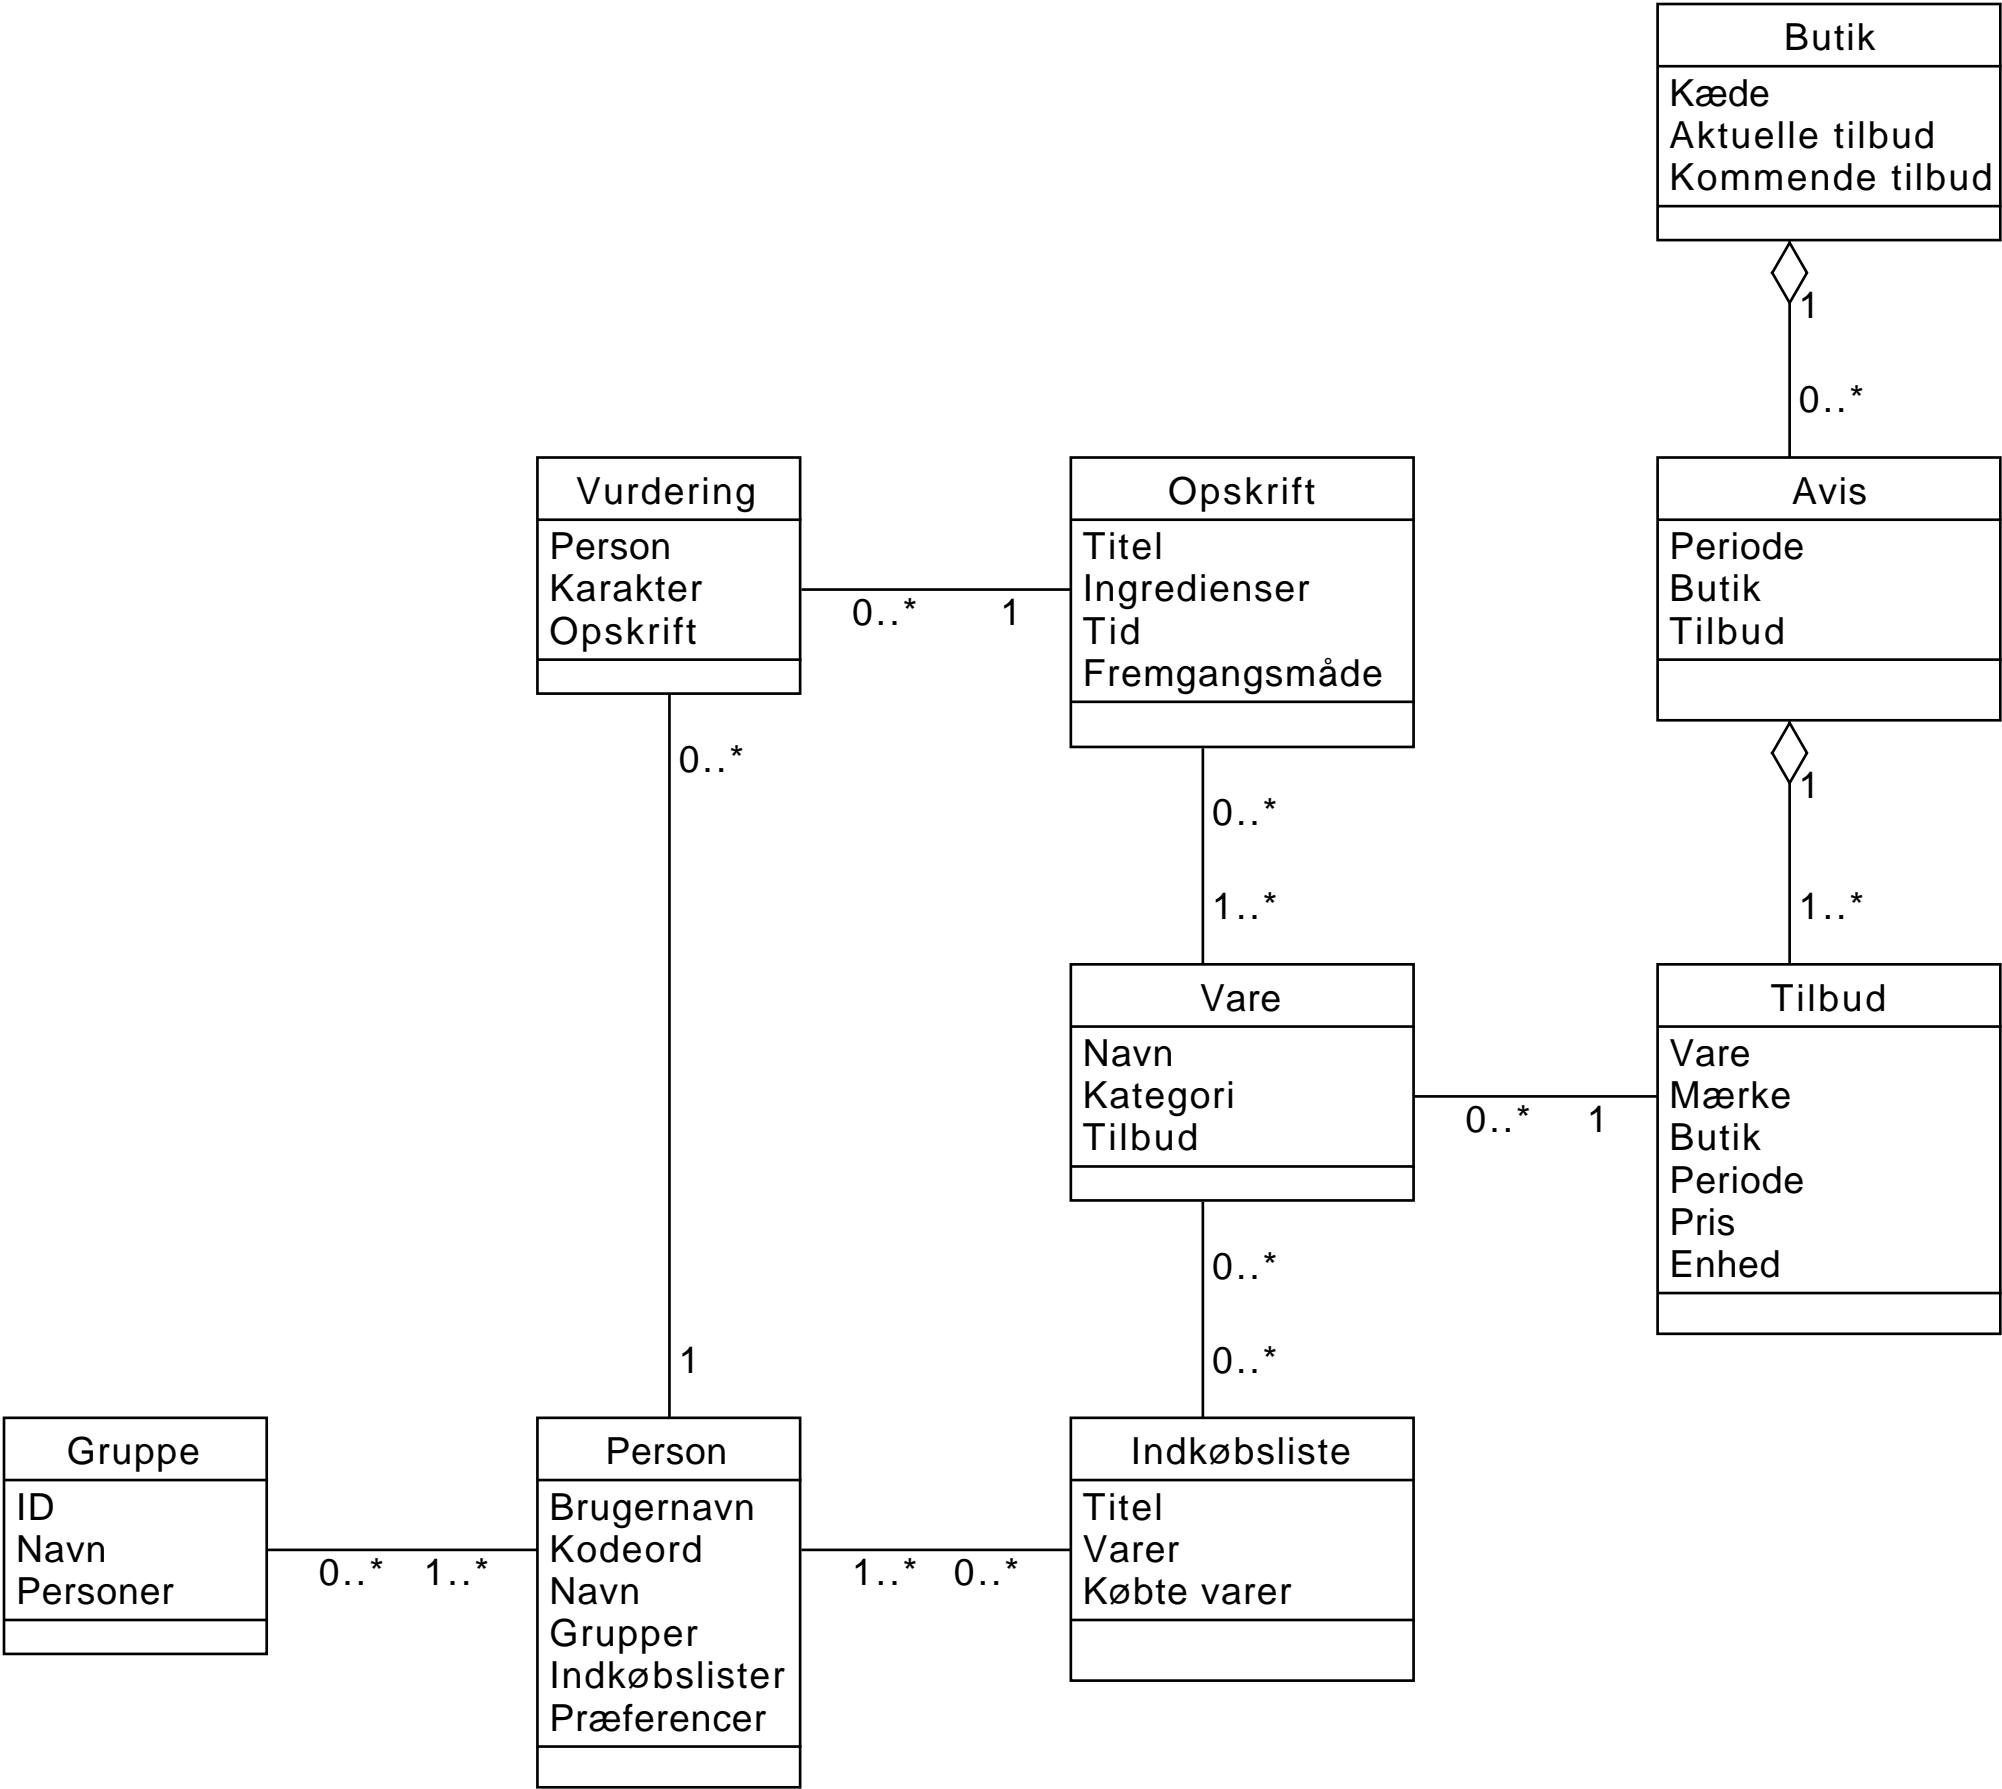 Butik
Kæde
Aktuelle tilbud
Kommende tilbud
1
0..*
Vurdering
Person
Karakter
Opskrift
0..* 1
Opskrift
Titel
Ingredienser
Tid
Fremgangsmåde
Avis
Periode
Butik
Tilbud
0..*
1
0..*
1..*
1
1..*
Vare
Navn
Kategori
Tilbud
0..* 1
Tilbud
Vare
Mærke
Butik
Periode
Pris
Enhed
0..*
0..*
Gruppe
ID
Navn
Personer
0..* 1..*
Person
Brugernavn
Kodeord
Navn
Grupper
Indkøbslister
Præferencer
1..* 0..*
Indkøbsliste
Titel
Varer
Købte varer